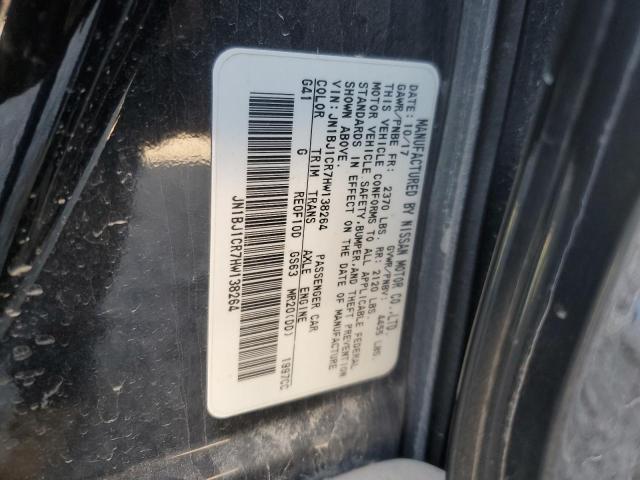 MANUFACTURED BY NISSAN MOTOR CO.,LTD.
DATE: 10/17 GVWR/PNBV: 4455 LBS.
GAWR/PNBE FR: 2370 LBS. RR: 2120 LBS.
THIS VEHICLE CONFORMS TO ALL APPLICABLE FEDERAL
MOTOR VEHICLE SAFETY,BUMPER,AND THEFT PREVENTION
STANDARDS IN EFFECT ON THE DATE OF MANUFACTURE
SHOWN ABOVE.
VIN:JN1BJ1CR7HW138264 PASSENGER CAR
COLOR TRIM TRANS AXLE ENGINE
G41 G RE0F10D GS63 MR20(DD) 1997CC
JN1BJ1CR7HW138264